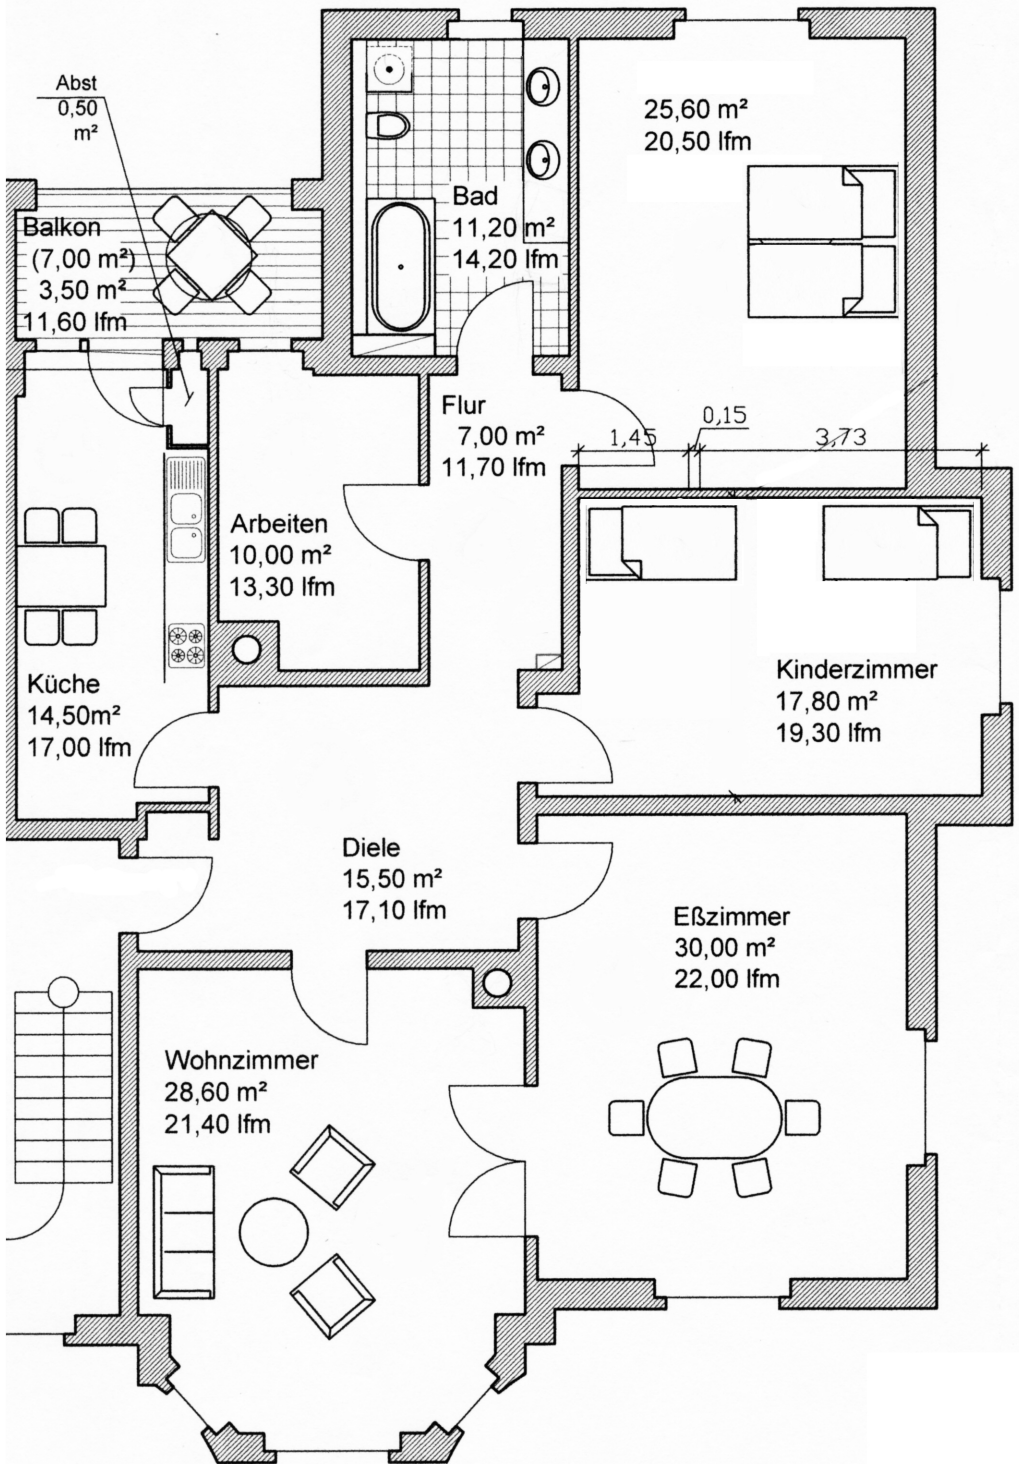 Abst
0,50
m²
25,60 m²
20,50 lfm
Bad
11,20 m²
14,20 lfm
Balkon
(7,00 m²)
3,50 m²
11,60 lfm
Flur
7,00 m²
11,70 lfm
0,15
1,45
3,73
Arbeiten
10,00 m²
13,30 lfm
Küche
14,50m²
17,00 lfm
Kinderzimmer
17,80 m²
19,30 lfm
Diele
15,50 m²
17,10 lfm
Eßzimmer
30,00 m²
22,00 lfm
Wohnzimmer
28,60 m²
21,40 lfm